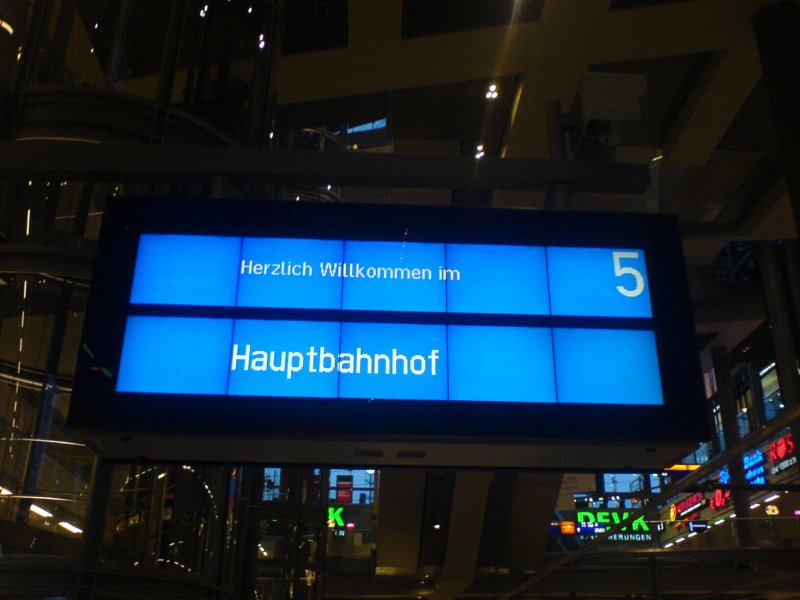 Herzlich Willkommen im
5
Hauptbahnhof
DEVK